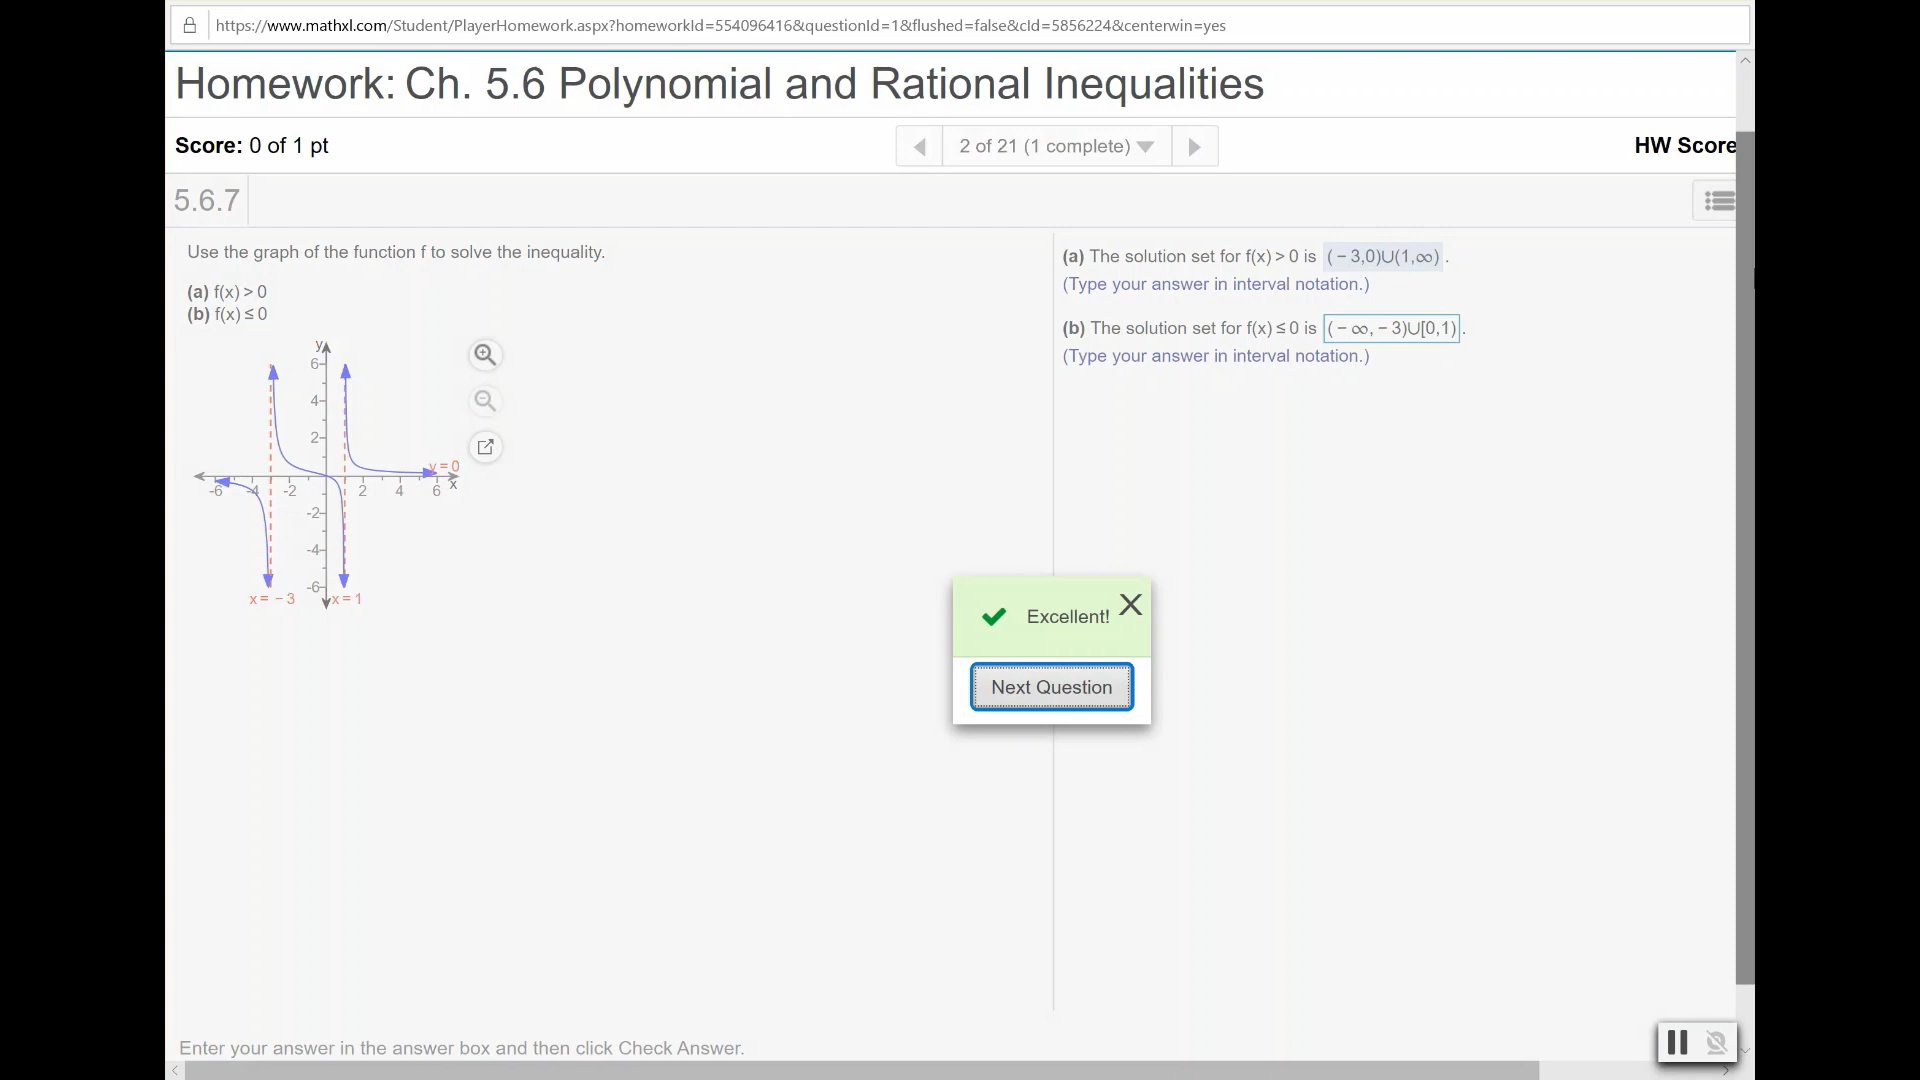 https://www.mathxl.com/Student/PlayerHomework.aspx?homeworkId=554096416&questionId=1&flushed=false&cId=5856224&centerwin=yes
Homework: Ch. 5.6 Polynomial and Rational Inequalities
Score: 0 of 1 pt
2 of 21 (1 complete)
HW Score
5.6.7
Use the graph of the function f to solve the inequality.
(a) f(x) > 0
(b) f(x) ≤ 0
y
6
4
2
y = 0
-6 -4 -2 2 4 6 x
-2
-4
-6
x = −3 x = 1
(a) The solution set for f(x) > 0 is (−3,0)∪(1,∞).
(Type your answer in interval notation.)
(b) The solution set for f(x) ≤ 0 is (−∞,−3)∪[0,1).
(Type your answer in interval notation.)
Excellent!
Next Question
Enter your answer in the answer box and then click Check Answer.